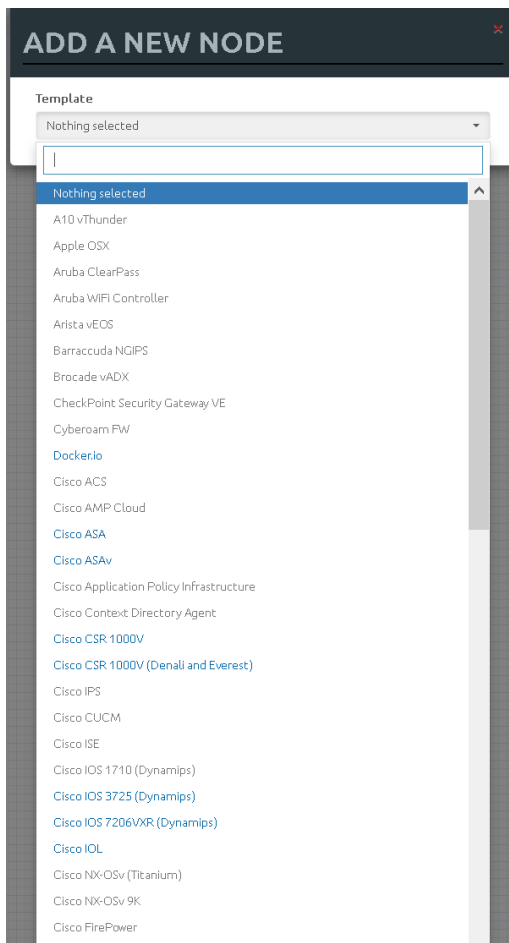 ADD A NEW NODE
Template
Nothing selected
Nothing selected
A10 vThunder
Apple OSX
Aruba ClearPass
Aruba WiFi Controller
Arista vEOS
Barraccuda NGIPS
Brocade vADX
CheckPoint Security Gateway VE
Cyberoam FW
Docker.io
Cisco ACS
Cisco AMP Cloud
Cisco ASA
Cisco ASAv
Cisco Application Policy Infrastructure
Cisco Context Directory Agent
Cisco CSR 1000V
Cisco CSR 1000V (Denali and Everest)
Cisco IPS
Cisco CUCM
Cisco ISE
Cisco IOS 1710 (Dynamips)
Cisco IOS 3725 (Dynamips)
Cisco IOS 7206VXR (Dynamips)
Cisco IOL
Cisco NX-OSv (Titanium)
Cisco NX-OSv 9K
Cisco FirePower